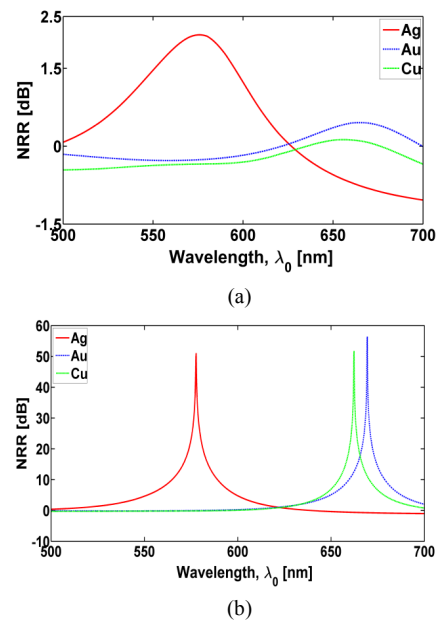 2.5
1.5
0
-1.5
500
550
600
650
700
NRR [dB]
Wavelength, λ0 [nm]
Ag
Au
Cu
(a)
60
50
40
30
20
10
0
-10
500
550
600
650
700
NRR [dB]
Wavelength, λ0 [nm]
Ag
Au
Cu
(b)